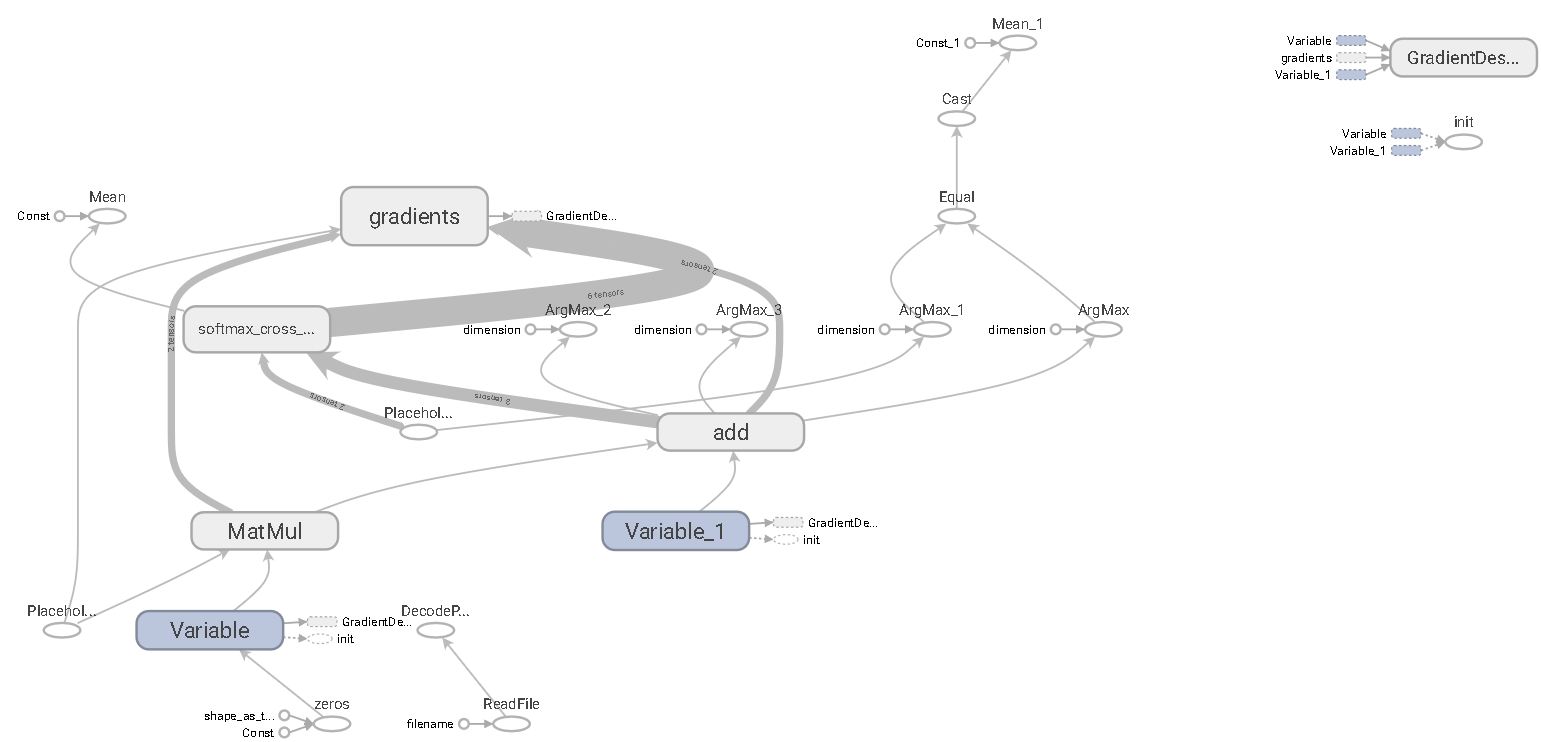 Mean_1
Const_1
Variable
gradients
Variable_1
GradientDes...
Cast
init
Variable
Variable_1
Mean
Const
gradients
GradientDe...
Equal
2 tensors
6 tensors
softmax_cross_...
2 tensors
ArgMax_2
dimension
ArgMax_3
dimension
ArgMax_1
dimension
ArgMax
dimension
2 tensors
3 tensors
Placehol...
add
MatMul
Variable_1
GradientDe...
init
Placehol...
Variable
GradientDe...
init
DecodeP...
zeros
shape_as_t...
Const
ReadFile
filename